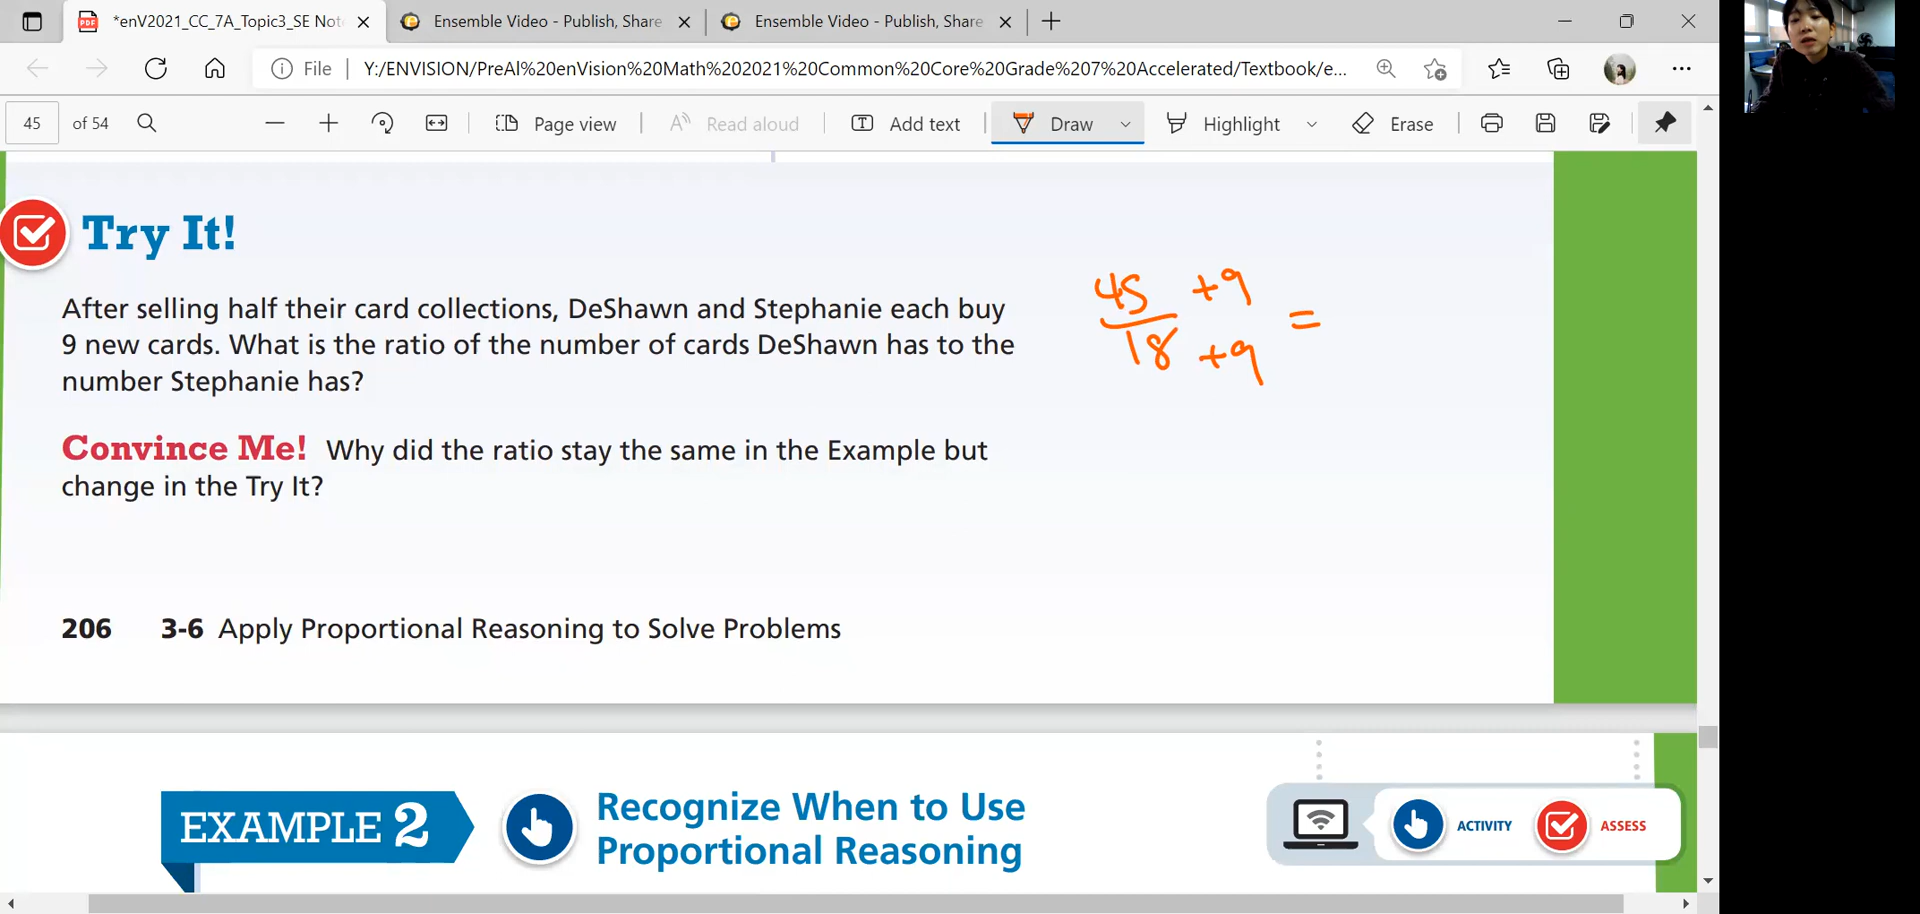 *enV2021_CC_7A_Topic3_SE Not
Ensemble Video - Publish, Share
Ensemble Video - Publish, Share
File
Y:/ENVISION/PreAl%20enVision%20Math%202021%20Common%20Core%20Grade%207%20Accelerated/Textbook/e...
45 of 54
Page view
Read aloud
Add text
Draw
Highlight
Erase
Try It!
After selling half their card collections, DeShawn and Stephanie each buy
9 new cards. What is the ratio of the number of cards DeShawn has to the
number Stephanie has?
45 +9
=
18 +9
Convince Me! Why did the ratio stay the same in the Example but
change in the Try It?
206 3-6 Apply Proportional Reasoning to Solve Problems
EXAMPLE 2
Recognize When to Use
Proportional Reasoning
ACTIVITY
ASSESS